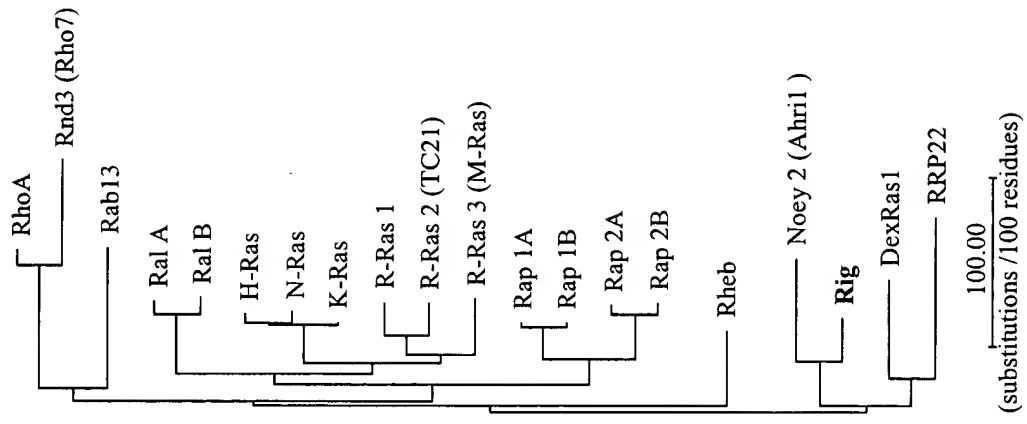 RhoA
Rnd3 (Rho7)
Rab13
Ral A
Ral B
H-Ras
N-Ras
K-Ras
R-Ras 1
R-Ras 2 (TC21)
R-Ras 3 (M-Ras)
Rap 1A
Rap 1B
Rap 2A
Rap 2B
Rheb
Noey 2 (Ahri1 )
Rig
DexRas1
RRP22
100.00
(substitutions /100 residues)